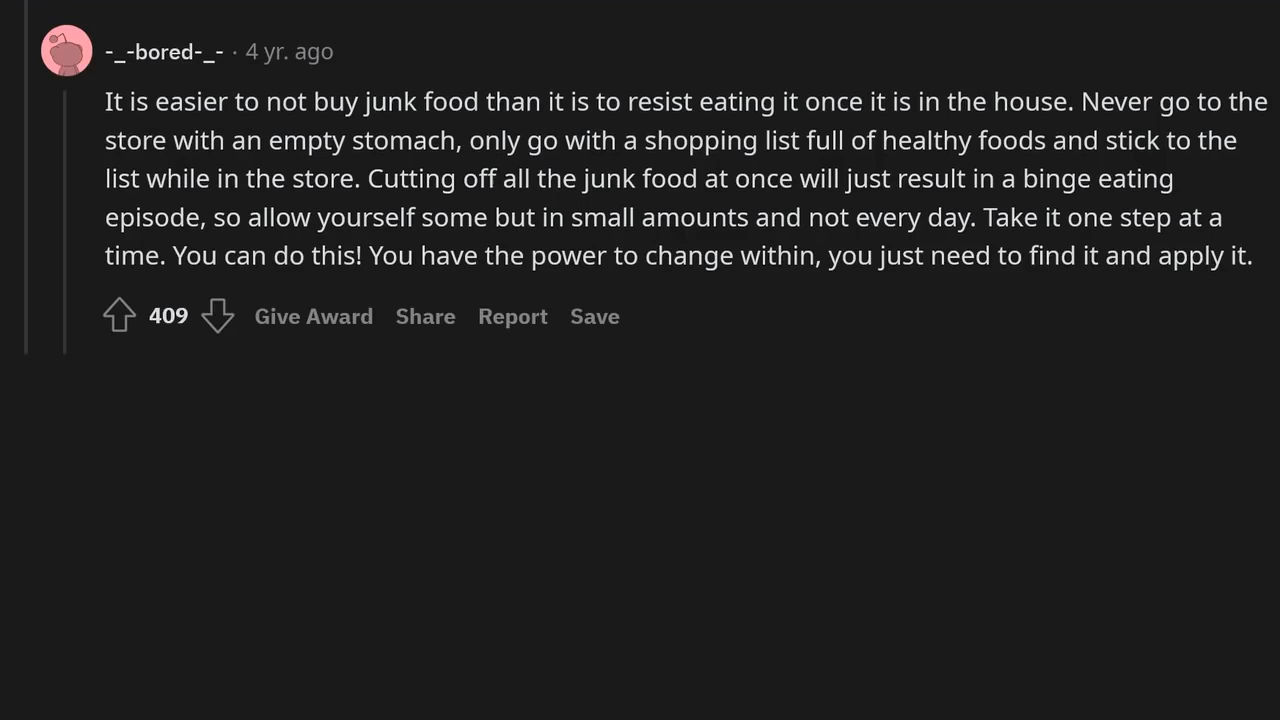 -_-bored-_- · 4 yr. ago
It is easier to not buy junk food than it is to resist eating it once it is in the house. Never go to the
store with an empty stomach, only go with a shopping list full of healthy foods and stick to the
list while in the store. Cutting off all the junk food at once will just result in a binge eating
episode, so allow yourself some but in small amounts and not every day. Take it one step at a
time. You can do this! You have the power to change within, you just need to find it and apply it.
409 Give Award Share Report Save